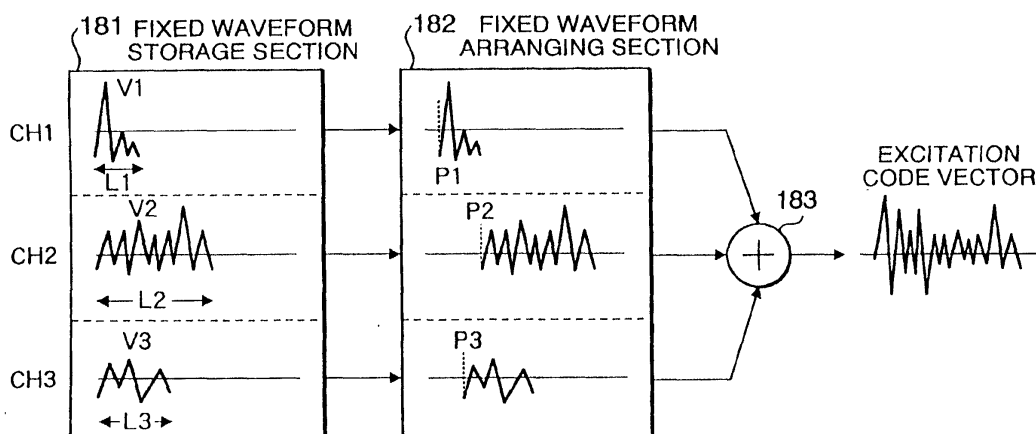 181 FIXED WAVEFORM
STORAGE SECTION
182 FIXED WAVEFORM
ARRANGING SECTION
CH1
V1
L1
P1
CH2
V2
L2
P2
CH3
V3
L3
P3
183
+
EXCITATION
CODE VECTOR